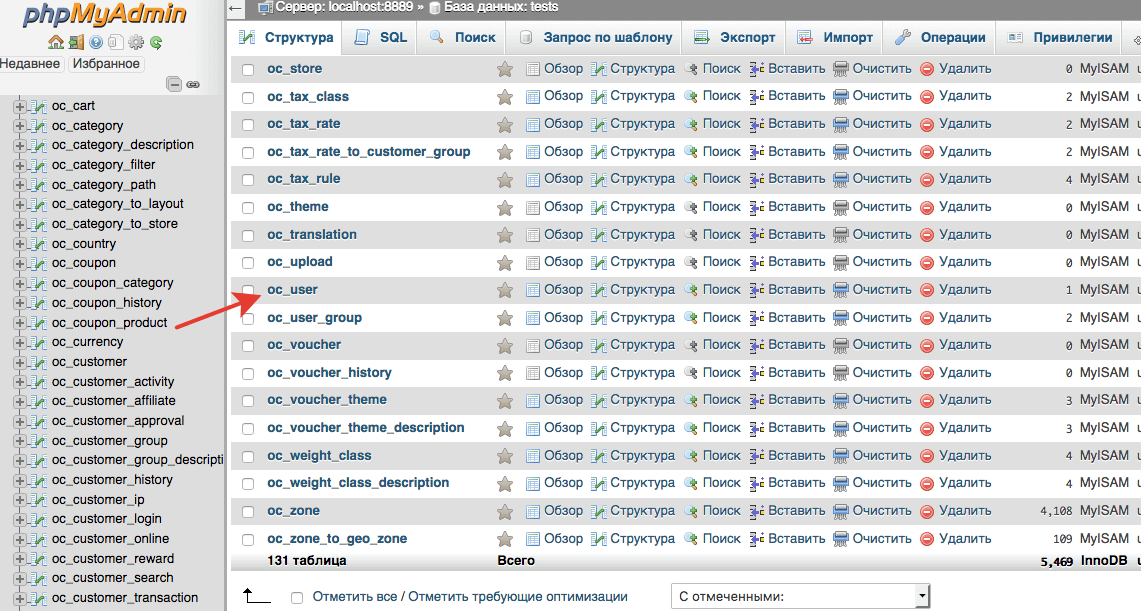 phpMyAdmin
Недавнее Избранное
oc_cart
oc_category
oc_category_description
oc_category_filter
oc_category_path
oc_category_to_layout
oc_category_to_store
oc_country
oc_coupon
oc_coupon_category
oc_coupon_history
oc_coupon_product
oc_currency
oc_customer
oc_customer_activity
oc_customer_affiliate
oc_customer_approval
oc_customer_group
oc_customer_group_descripti
oc_customer_history
oc_customer_ip
oc_customer_login
oc_customer_online
oc_customer_reward
oc_customer_search
oc_customer_transaction
Сервер: localhost:8889 » База данных: tests
Структура SQL Поиск Запрос по шаблону Экспорт Импорт Операции Привилегии
oc_store Обзор Структура Поиск Вставить Очистить Удалить 0 MyISAM u
oc_tax_class Обзор Структура Поиск Вставить Очистить Удалить 2 MyISAM u
oc_tax_rate Обзор Структура Поиск Вставить Очистить Удалить 2 MyISAM u
oc_tax_rate_to_customer_group Обзор Структура Поиск Вставить Очистить Удалить 2 MyISAM u
oc_tax_rule Обзор Структура Поиск Вставить Очистить Удалить 4 MyISAM u
oc_theme Обзор Структура Поиск Вставить Очистить Удалить 0 MyISAM u
oc_translation Обзор Структура Поиск Вставить Очистить Удалить 0 MyISAM u
oc_upload Обзор Структура Поиск Вставить Очистить Удалить 0 MyISAM u
oc_user Обзор Структура Поиск Вставить Очистить Удалить 1 MyISAM u
oc_user_group Обзор Структура Поиск Вставить Очистить Удалить 2 MyISAM u
oc_voucher Обзор Структура Поиск Вставить Очистить Удалить 0 MyISAM u
oc_voucher_history Обзор Структура Поиск Вставить Очистить Удалить 0 MyISAM u
oc_voucher_theme Обзор Структура Поиск Вставить Очистить Удалить 3 MyISAM u
oc_voucher_theme_description Обзор Структура Поиск Вставить Очистить Удалить 3 MyISAM u
oc_weight_class Обзор Структура Поиск Вставить Очистить Удалить 4 MyISAM u
oc_weight_class_description Обзор Структура Поиск Вставить Очистить Удалить 4 MyISAM u
oc_zone Обзор Структура Поиск Вставить Очистить Удалить 4,108 MyISAM u
oc_zone_to_geo_zone Обзор Структура Поиск Вставить Очистить Удалить 109 MyISAM u
131 таблица Всего 5,469 InnoDB u
Отметить все / Отметить требующие оптимизации С отмеченными: